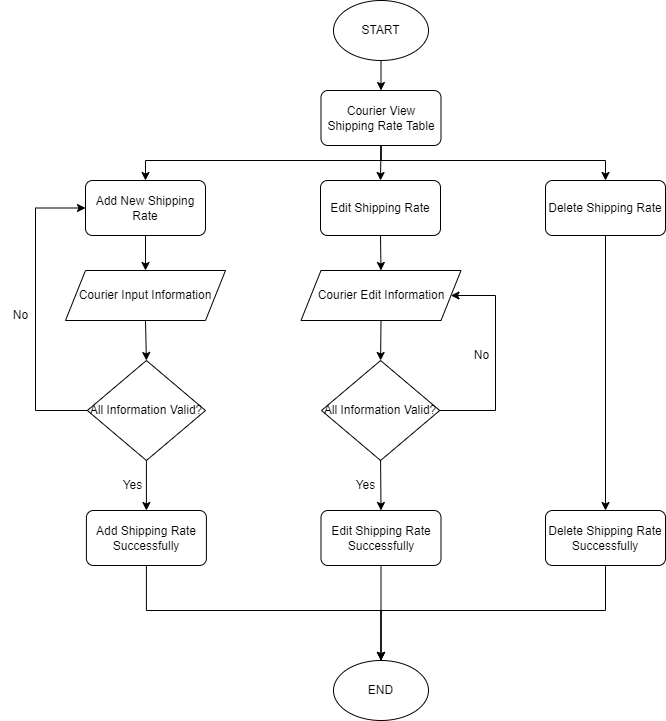 START
Courier View
Shipping Rate Table
Add New Shipping
Rate
Edit Shipping Rate
Delete Shipping Rate
Courier Input Information
Courier Edit Information
No
No
All Information Valid?
All Information Valid?
Yes
Yes
Add Shipping Rate
Successfully
Edit Shipping Rate
Successfully
Delete Shipping Rate
Successfully
END